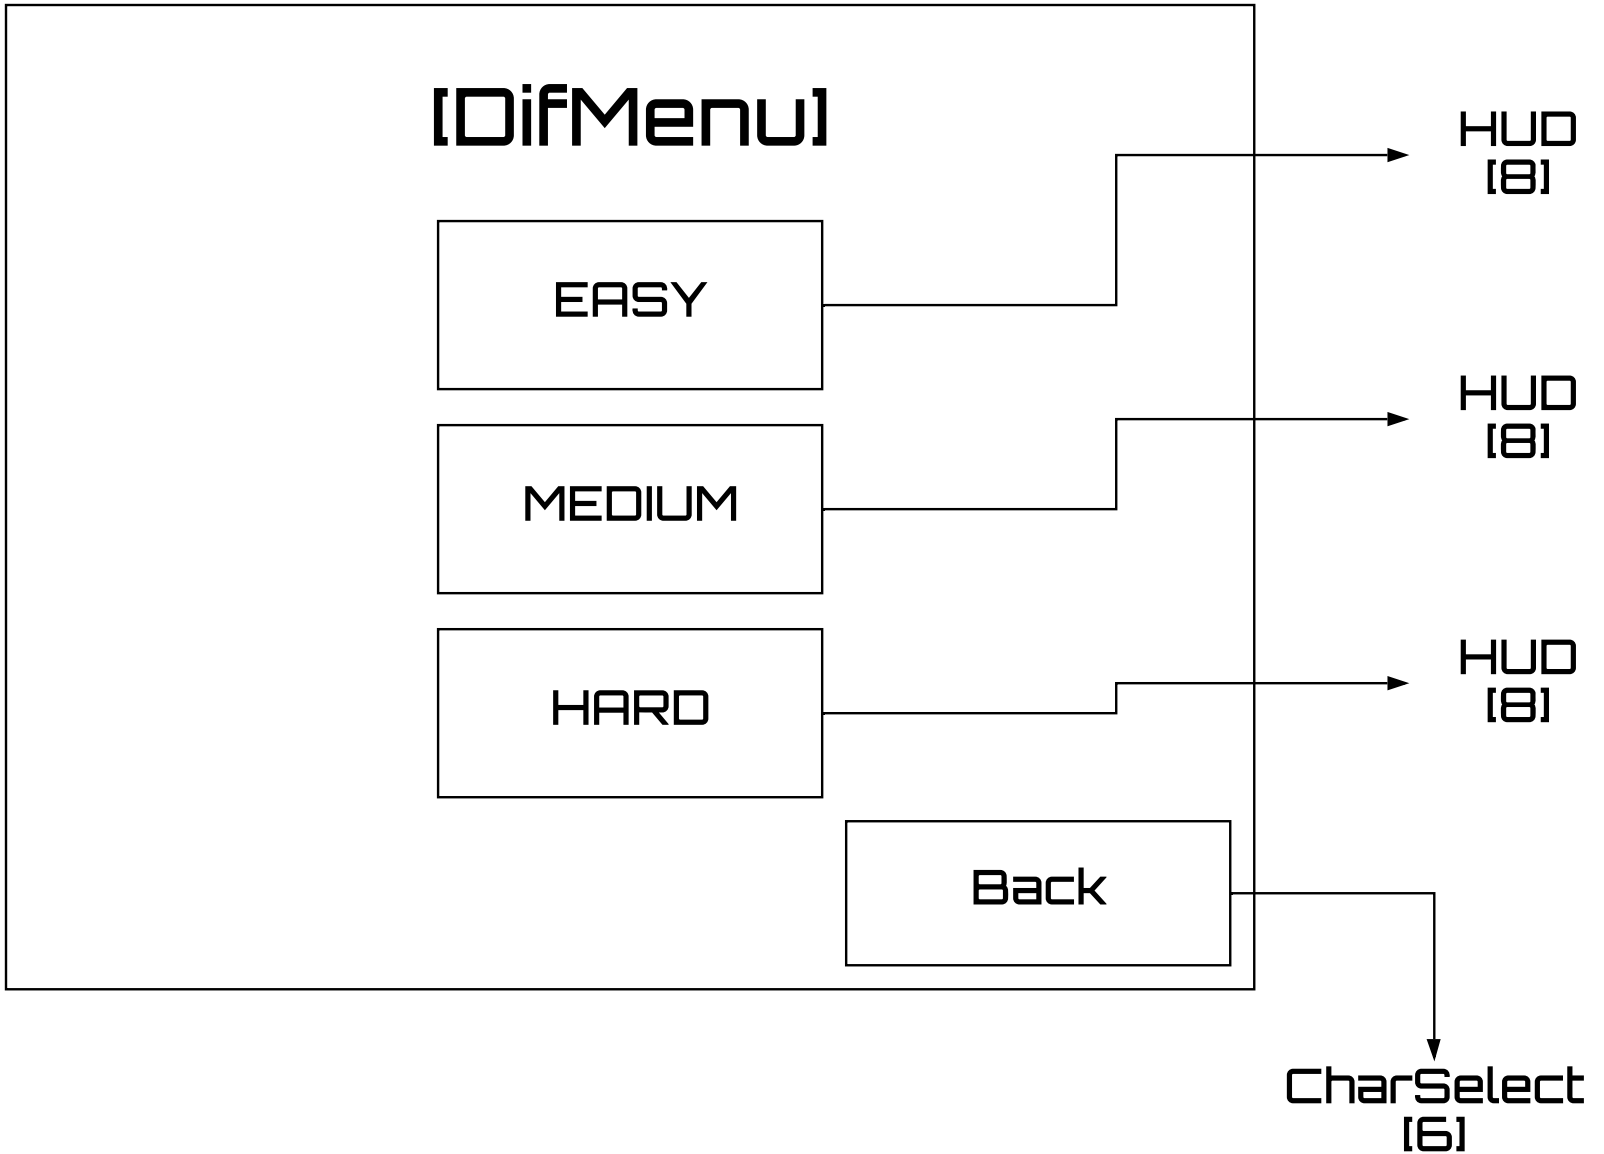 [DifMenu]
HUD
[8]
EASY
HUD
[8]
MEDIUM
HUD
[8]
HARD
Back
CharSelect
[6]